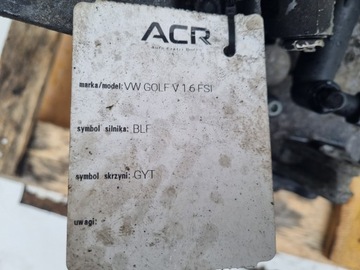 ACR
marka/model: VW GOLF V 1 6 FSI
symbol silnika: BLF
symbol skrzyni: GYT
uwagi: